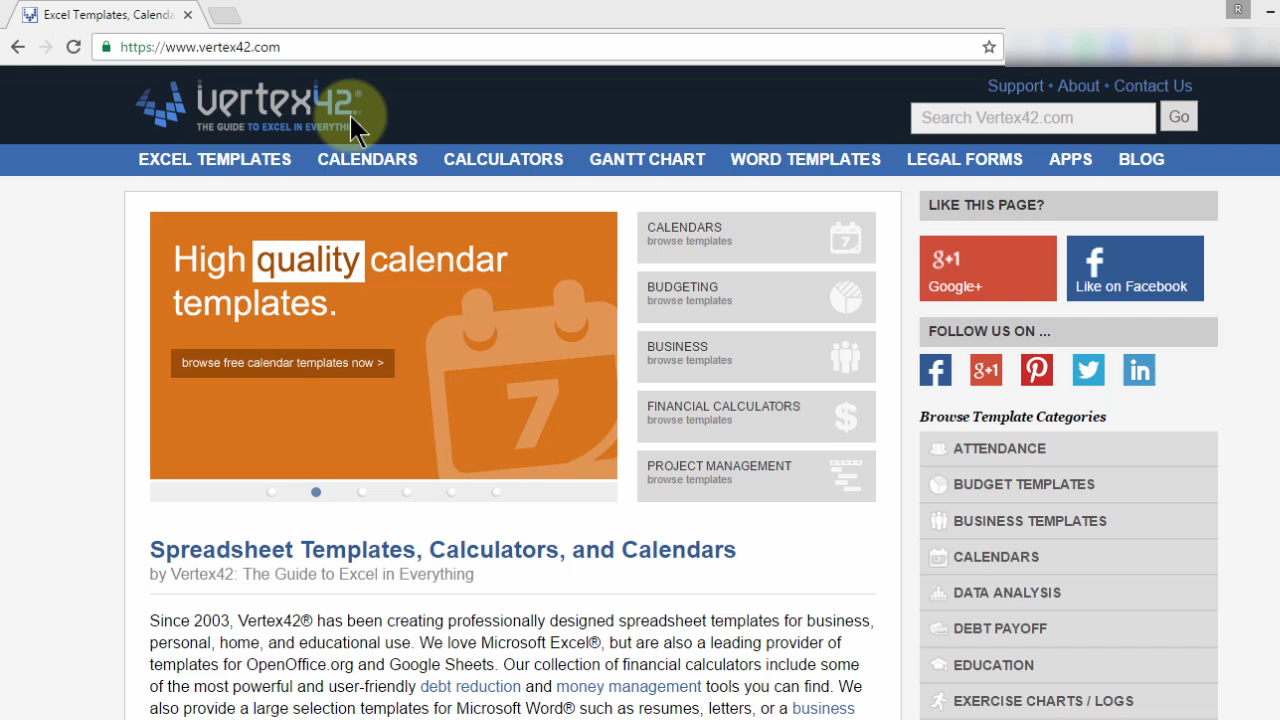 Excel Templates, Calenda
R
https://www.vertex42.com
vertex42®
THE GUIDE TO EXCEL IN EVERYTHING
Support • About • Contact Us
Search Vertex42.com
Go
EXCEL TEMPLATES CALENDARS CALCULATORS GANTT CHART WORD TEMPLATES LEGAL FORMS APPS BLOG
High quality calendar
templates.
browse free calendar templates now >
7
CALENDARS
browse templates
7
BUDGETING
browse templates
BUSINESS
browse templates
FINANCIAL CALCULATORS
browse templates
$
PROJECT MANAGEMENT
browse templates
Spreadsheet Templates, Calculators, and Calendars
by Vertex42: The Guide to Excel in Everything
Since 2003, Vertex42® has been creating professionally designed spreadsheet templates for business,
personal, home, and educational use. We love Microsoft Excel®, but are also a leading provider of
templates for OpenOffice.org and Google Sheets. Our collection of financial calculators include some
of the most powerful and user-friendly debt reduction and money management tools you can find. We
also provide a large selection templates for Microsoft Word® such as resumes, letters, or a business
LIKE THIS PAGE?
g+1
Google+
f
Like on Facebook
FOLLOW US ON ...
f g+1 in
Browse Template Categories
ATTENDANCE
BUDGET TEMPLATES
BUSINESS TEMPLATES
CALENDARS
DATA ANALYSIS
DEBT PAYOFF
EDUCATION
EXERCISE CHARTS / LOGS